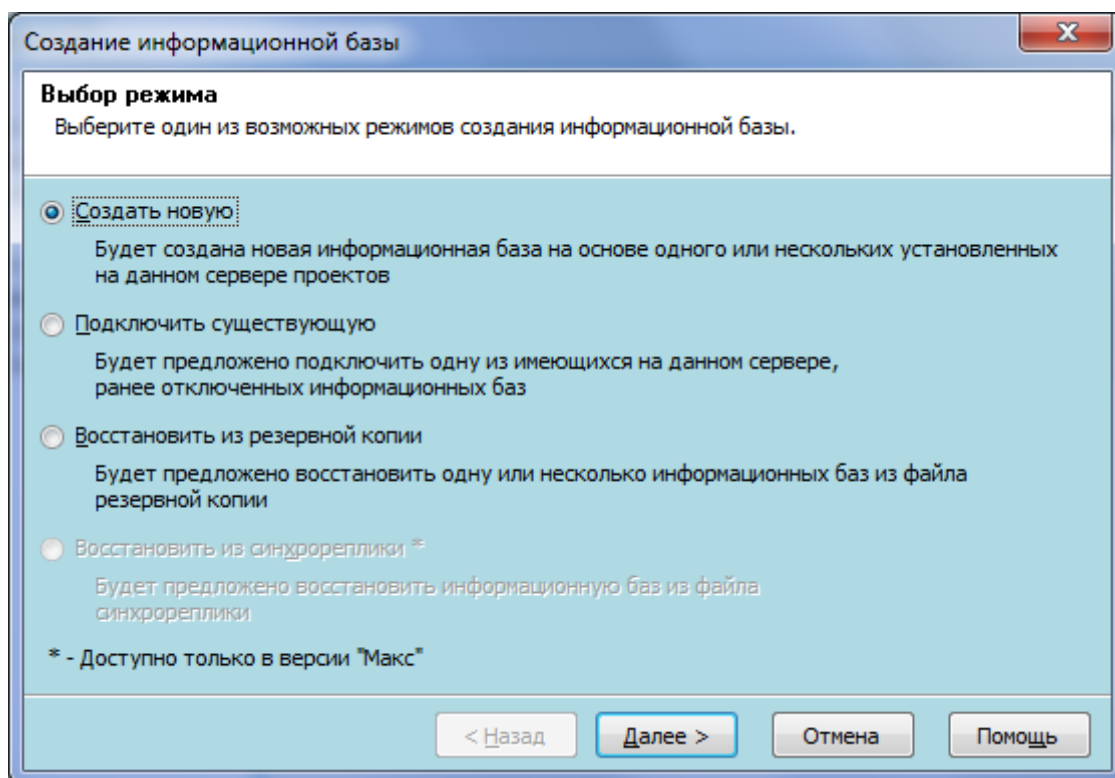 Создание информационной базы
Выбор режима
Выберите один из возможных режимов создания информационной базы.
Создать новую
Будет создана новая информационная база на основе одного или нескольких установленных
на данном сервере проектов
Подключить существующую
Будет предложено подключить одну из имеющихся на данном сервере,
ранее отключенных информационных баз
Восстановить из резервной копии
Будет предложено восстановить одну или несколько информационных баз из файла
резервной копии
Восстановить из синхрореплики *
Будет предложено восстановить информационную баз из файла
синхрореплики
* - Доступно только в версии "Макс"
< Назад Далее > Отмена Помощь